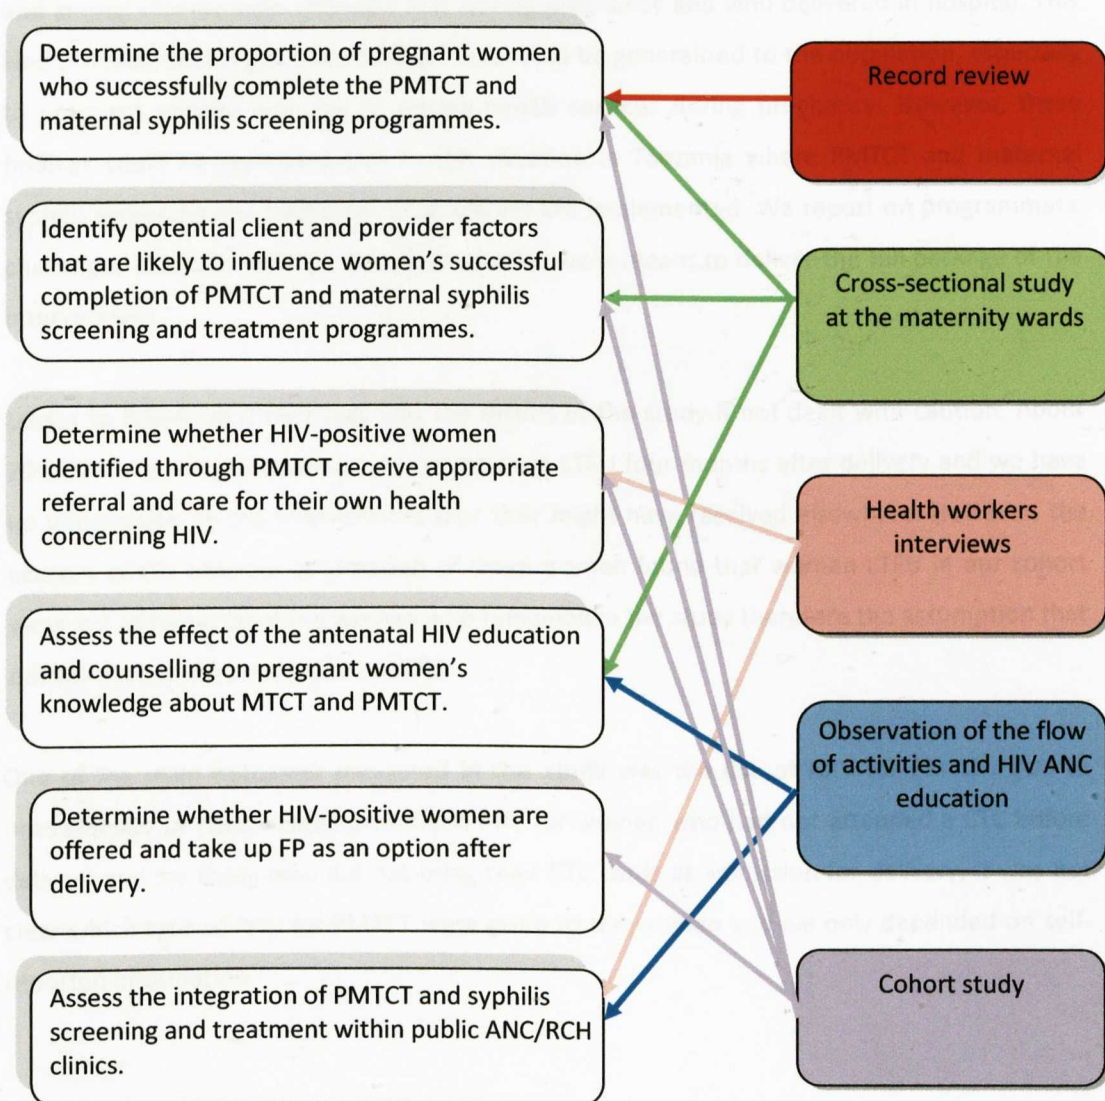 Determine the proportion of pregnant women
who successfully complete the PMTCT and
maternal syphilis screening programmes.
Identify potential client and provider factors
that are likely to influence women's successful
completion of PMTCT and maternal syphilis
screening and treatment programmes.
Determine whether HIV-positive women
identified through PMTCT receive appropriate
referral and care for their own health
concerning HIV.
Assess the effect of the antenatal HIV education
and counselling on pregnant women's
knowledge about MTCT and PMTCT.
Determine whether HIV-positive women are
offered and take up FP as an option after
delivery.
Assess the integration of PMTCT and syphilis
screening and treatment within public ANC/RCH
clinics.
Record review
Cross-sectional study
at the maternity wards
Health workers
interviews
Observation of the flow
of activities and HIV ANC
education
Cohort study